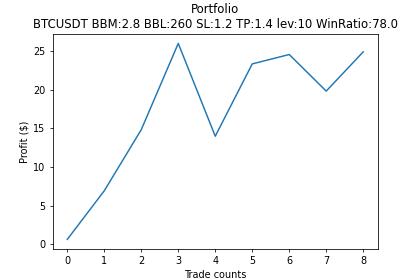 Portfolio
BTCUSDT BBM:2.8 BBL:260 SL:1.2 TP:1.4 lev:10 WinRatio:78.0
25
20
15
10
5
0
Profit ($)
0 1 2 3 4 5 6 7 8
Trade counts